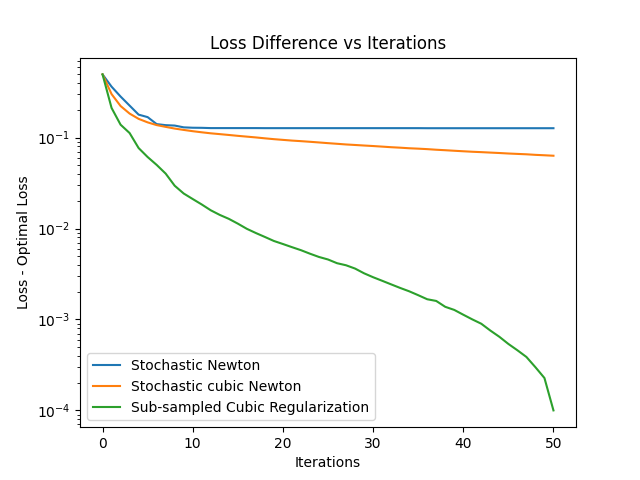 Loss Difference vs Iterations
Loss - Optimal Loss
10⁻¹
10⁻²
10⁻³
10⁻⁴
Stochastic Newton
Stochastic cubic Newton
Sub-sampled Cubic Regularization
0 10 20 30 40 50
Iterations